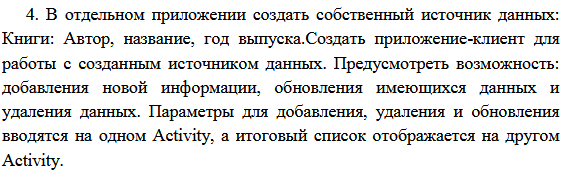 4. В отдельном приложении создать собственный источник данных:
Книги: Автор, название, год выпуска.Создать приложение-клиент для
работы с созданным источником данных. Предусмотреть возможность:
добавления новой информации, обновления имеющихся данных и
удаления данных. Параметры для добавления, удаления и обновления
вводятся на одном Activity, а итоговый список отображается на другом
Activity.